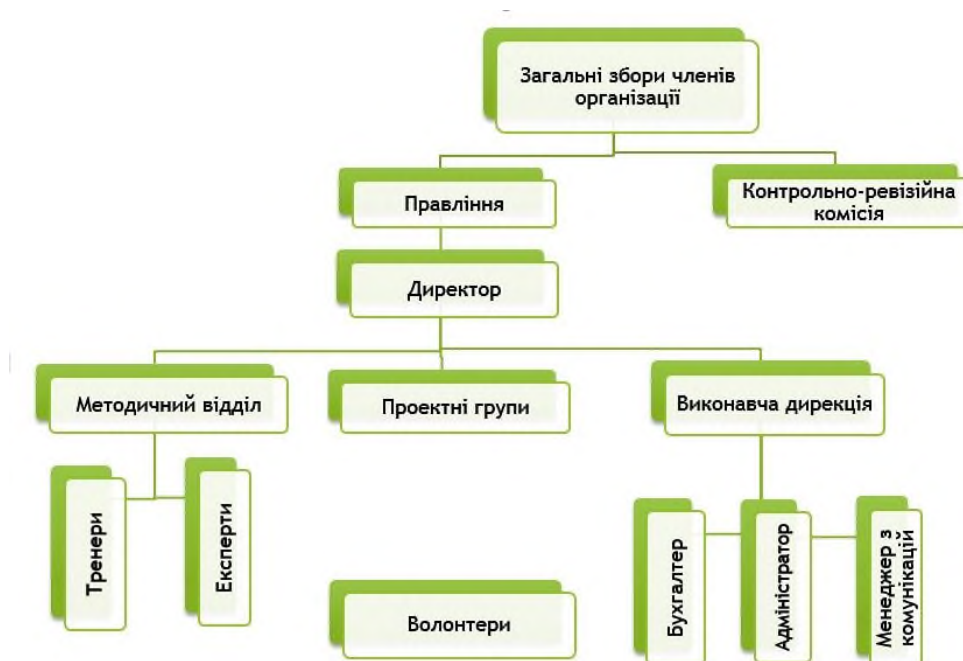 Загальні збори членів
організації
Правління
Контрольно-ревізійна
комісія
Директор
Методичний відділ
Проектні групи
Виконавча дирекція
Тренери
Експерти
Бухгалтер
Адміністратор
Менеджер з
комунікацій
Волонтери